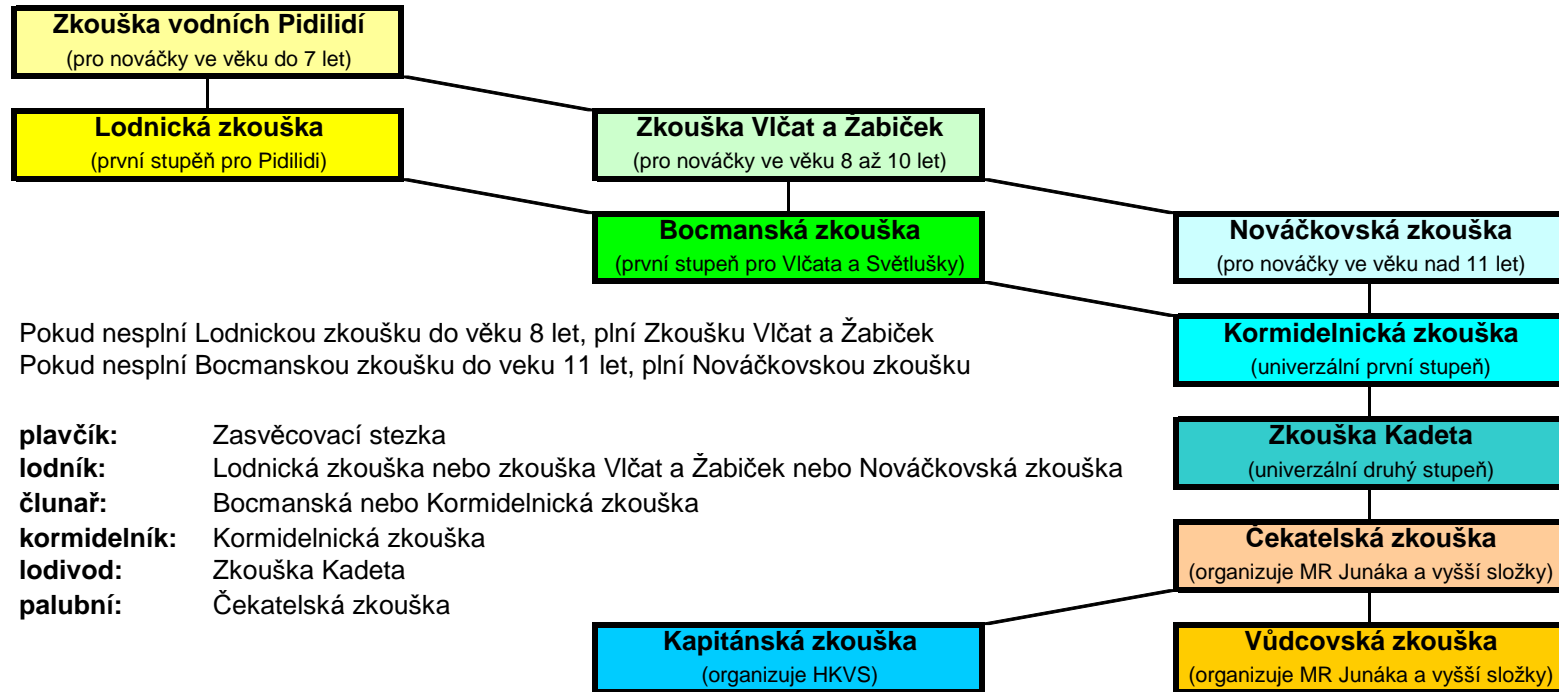 Zkouška vodních Pidilidí
(pro nováčky ve věku do 7 let)
Lodnická zkouška
(první stupěň pro Pidilidi)
Zkouška Vlčat a Žabiček
(pro nováčky ve věku 8 až 10 let)
Bocmanská zkouška
(první stupeň pro Vlčata a Světlušky)
Nováčkovská zkouška
(pro nováčky ve věku nad 11 let)
Pokud nesplní Lodnickou zkoušku do věku 8 let, plní Zkoušku Vlčat a Žabiček
Pokud nesplní Bocmanskou zkoušku do veku 11 let, plní Nováčkovskou zkoušku
Kormidelnická zkouška
(univerzální první stupeň)
Zkouška Kadeta
(univerzální druhý stupeň)
plavčík: Zasvěcovací stezka
lodník: Lodnická zkouška nebo zkouška Vlčat a Žabiček nebo Nováčkovská zkouška
člunař: Bocmanská nebo Kormidelnická zkouška
kormidelník: Kormidelnická zkouška
lodivod: Zkouška Kadeta
palubní: Čekatelská zkouška
Čekatelská zkouška
(organizuje MR Junáka a vyšší složky)
Kapitánská zkouška
(organizuje HKVS)
Vůdcovská zkouška
(organizuje MR Junáka a vyšší složky)